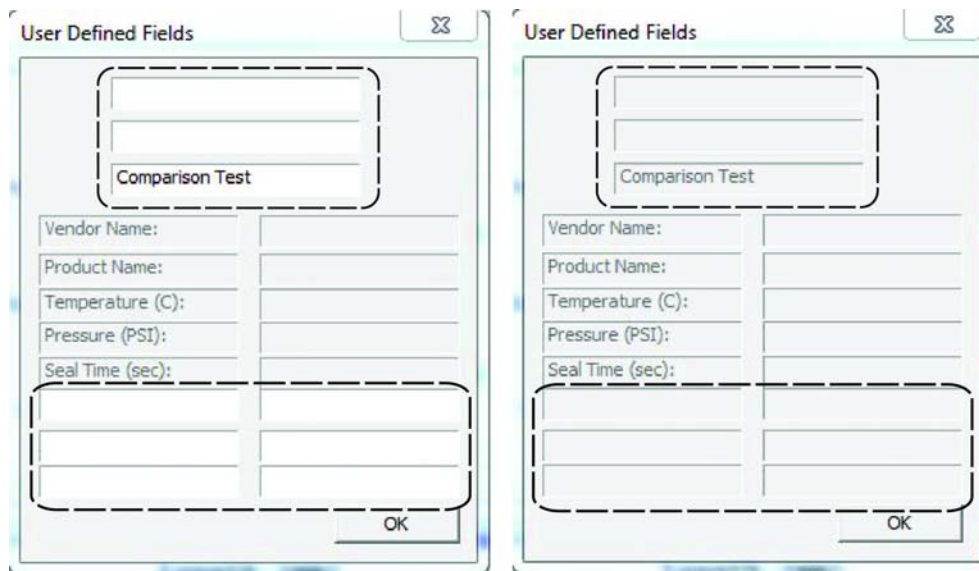 User Defined Fields
Comparison Test
Vendor Name:
Product Name:
Temperature (C):
Pressure (PSI):
Seal Time (sec):
OK
User Defined Fields
Comparison Test
Vendor Name:
Product Name:
Temperature (C):
Pressure (PSI):
Seal Time (sec):
OK